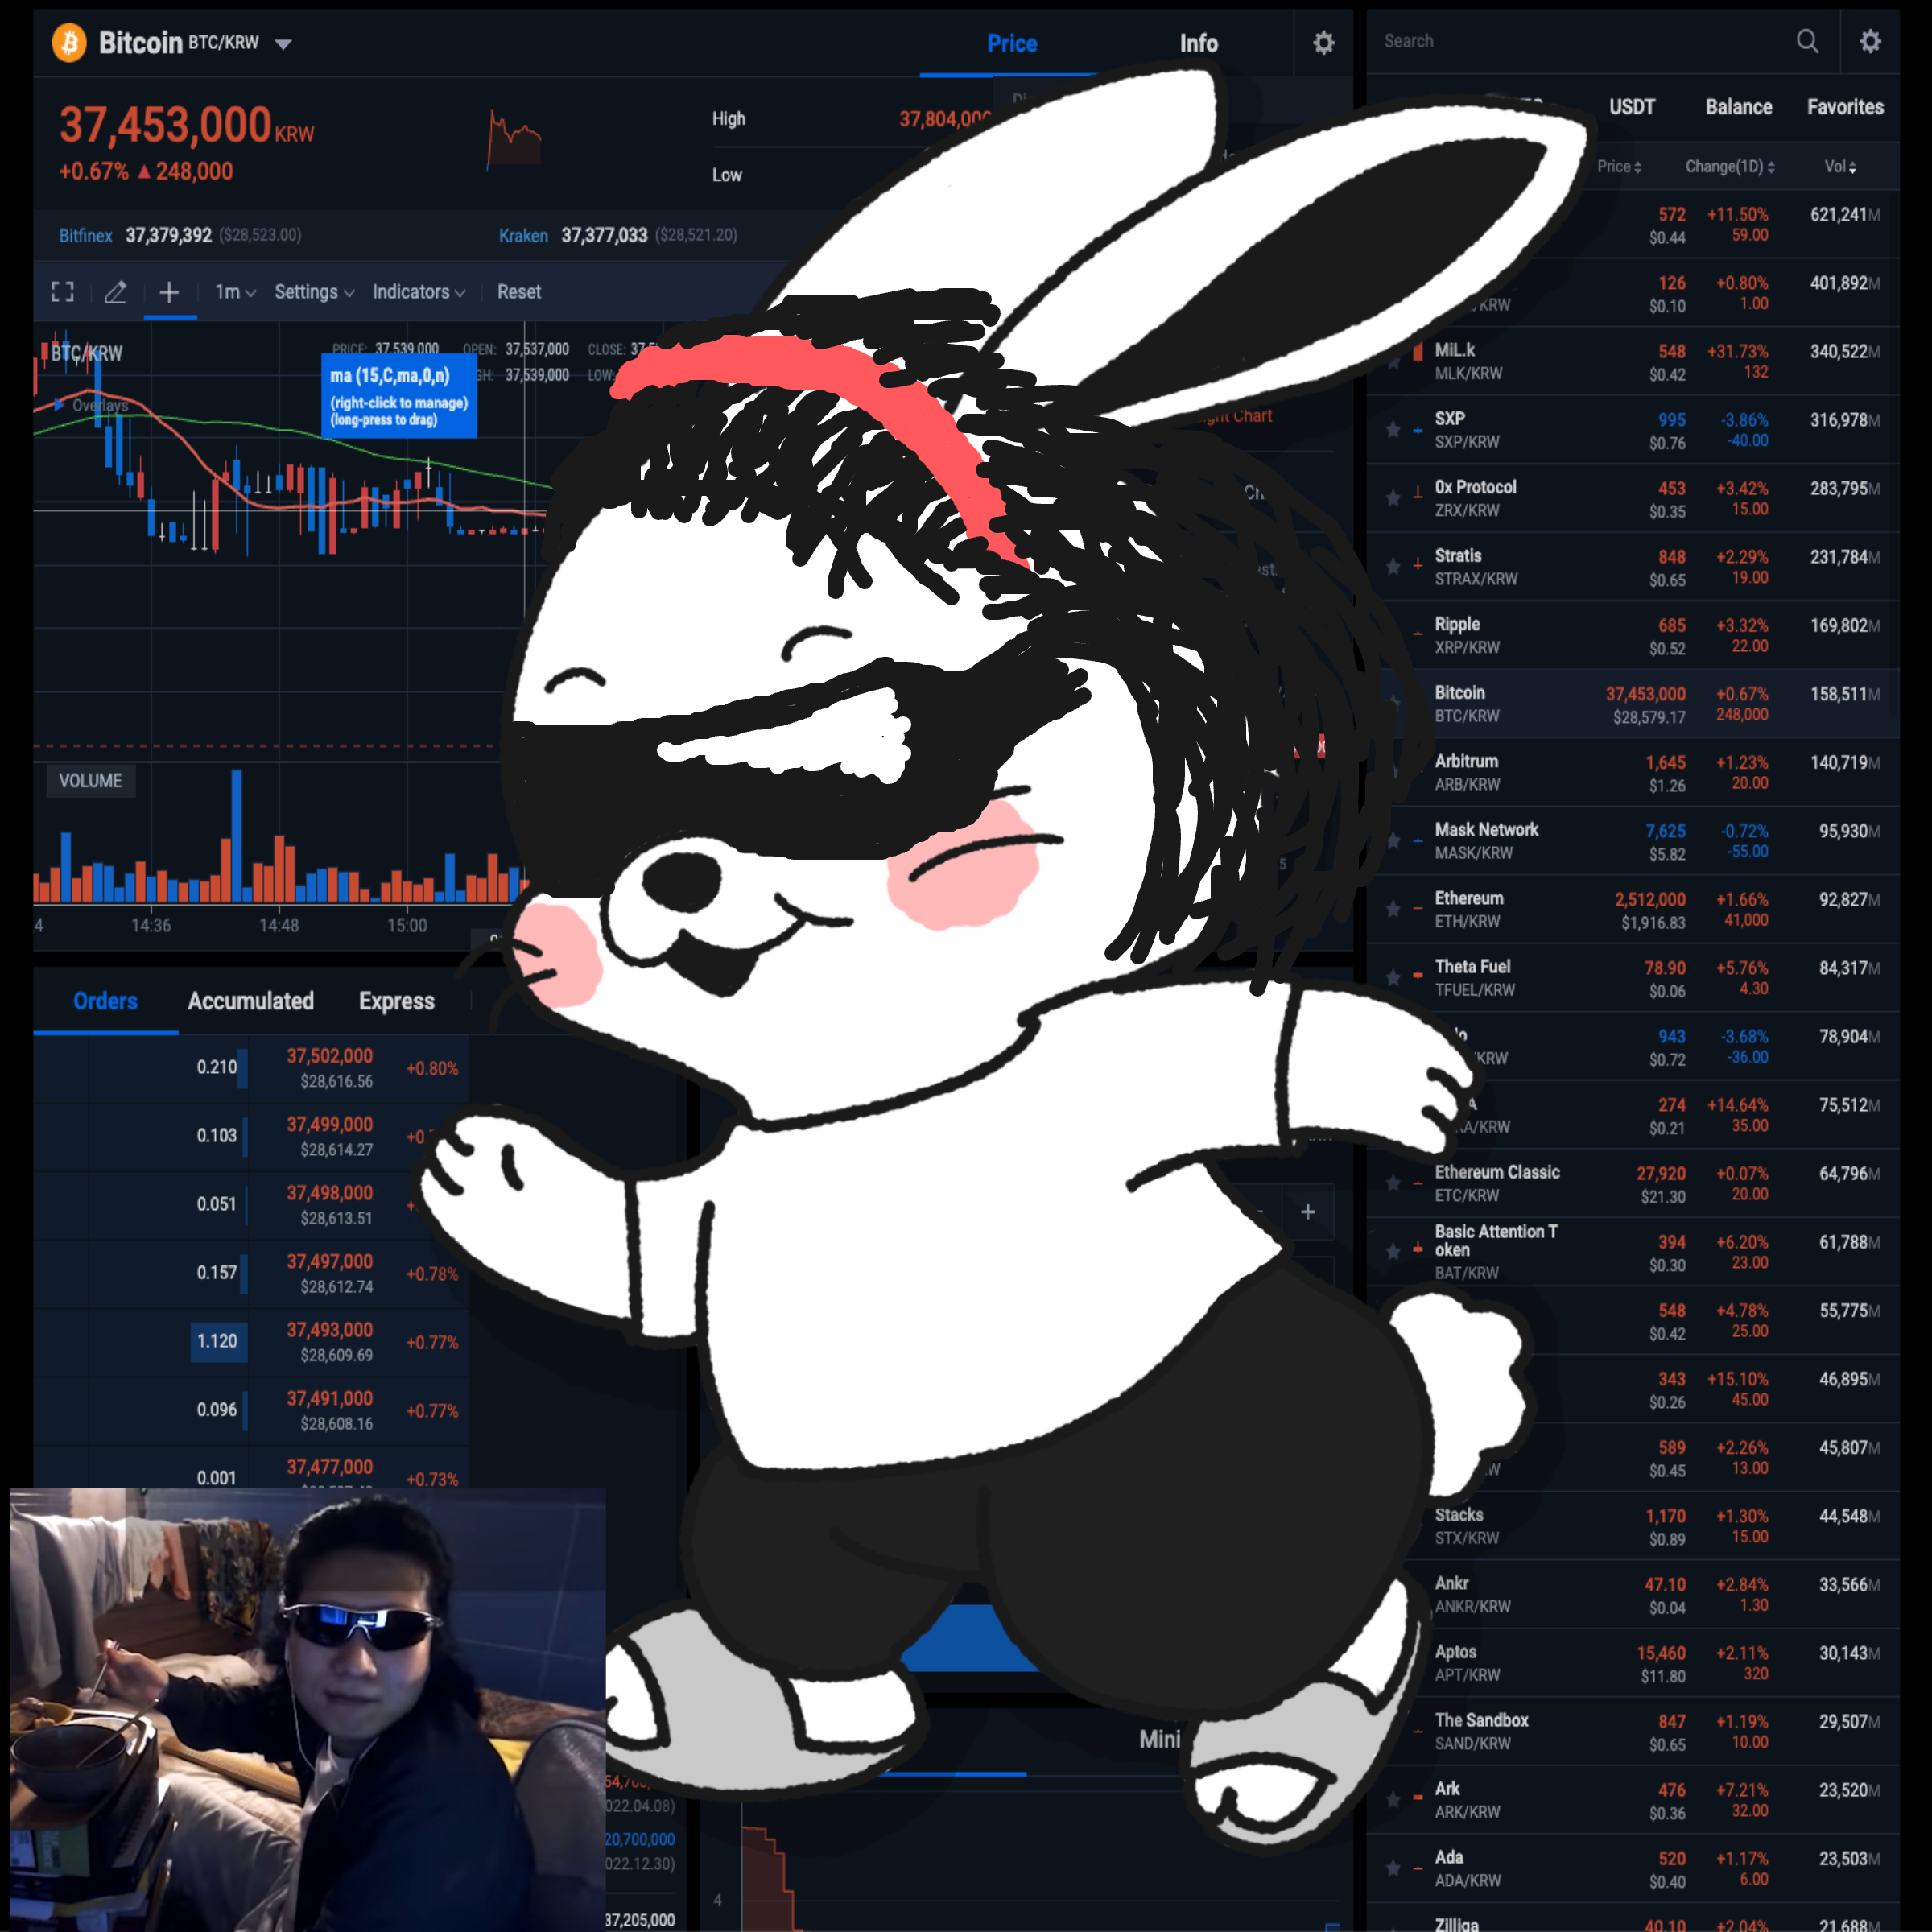 Bitcoin BTC/KRW
Price
Info
37,453,000 KRW
+0.67% ▲ 248,000
High 37,804,000
Low
Bitfinex 37,379,392 ($28,523.00)
Kraken 37,377,033 ($28,521.20)
1m Settings Indicators Reset
BTC/KRW
PRICE: 37,539,000 OPEN: 37,537,000 CLOSE:
37,539,000 LOW:
ma (15,C,ma,0,n)
(right-click to manage)
(long-press to drag)
Overlays
Chart
VOLUME
14:36 14:48 15:00
Orders Accumulated Express
0.210 37,502,000 +0.80%
$28,616.56
0.103 37,499,000
$28,614.27
0.051 37,498,000
$28,613.51
0.157 37,497,000 +0.78%
$28,612.74
1.120 37,493,000 +0.77%
$28,609.69
0.096 37,491,000 +0.77%
$28,608.16
0.001 37,477,000 +0.73%
022.04.08)
20,700,000
022.12.30)
37,205,000
Mini
4
Search
USDT Balance Favorites
Price Change(1D) Vol
572 +11.50% 621,241M
$0.44 59.00
126 +0.80% 401,892M
/KRW $0.10 1.00
MiL.k 548 +31.73% 340,522M
MLK/KRW $0.42 132
SXP 995 -3.86% 316,978M
SXP/KRW $0.76 -40.00
0x Protocol 453 +3.42% 283,795M
ZRX/KRW $0.35 15.00
Stratis 848 +2.29% 231,784M
STRAX/KRW $0.65 19.00
Ripple 685 +3.32% 169,802M
XRP/KRW $0.52 22.00
Bitcoin 37,453,000 +0.67% 158,511M
BTC/KRW $28,579.17 248,000
Arbitrum 1,645 +1.23% 140,719M
ARB/KRW $1.26 20.00
Mask Network 7,625 -0.72% 95,930M
MASK/KRW $5.82 -55.00
Ethereum 2,512,000 +1.66% 92,827M
ETH/KRW $1,916.83 41,000
Theta Fuel 78.90 +5.76% 84,317M
TFUEL/KRW $0.06 4.30
943 -3.68% 78,904M
/KRW $0.72 -36.00
274 +14.64% 75,512M
/KRW $0.21 35.00
Ethereum Classic 27,920 +0.07% 64,796M
ETC/KRW $21.30 20.00
Basic Attention T
oken 394 +6.20% 61,788M
BAT/KRW $0.30 23.00
548 +4.78% 55,775M
$0.42 25.00
343 +15.10% 46,895M
$0.26 45.00
589 +2.26% 45,807M
$0.45 13.00
Stacks 1,170 +1.30% 44,548M
STX/KRW $0.89 15.00
Ankr 47.10 +2.84% 33,566M
ANKR/KRW $0.04 1.30
Aptos 15,460 +2.11% 30,143M
APT/KRW $11.80 320
The Sandbox 847 +1.19% 29,507M
SAND/KRW $0.65 10.00
Ark 476 +7.21% 23,520M
ARK/KRW $0.36 32.00
Ada 520 +1.17% 23,503M
ADA/KRW $0.40 6.00
Zilliqa 40.10 +2.04% 21,688M